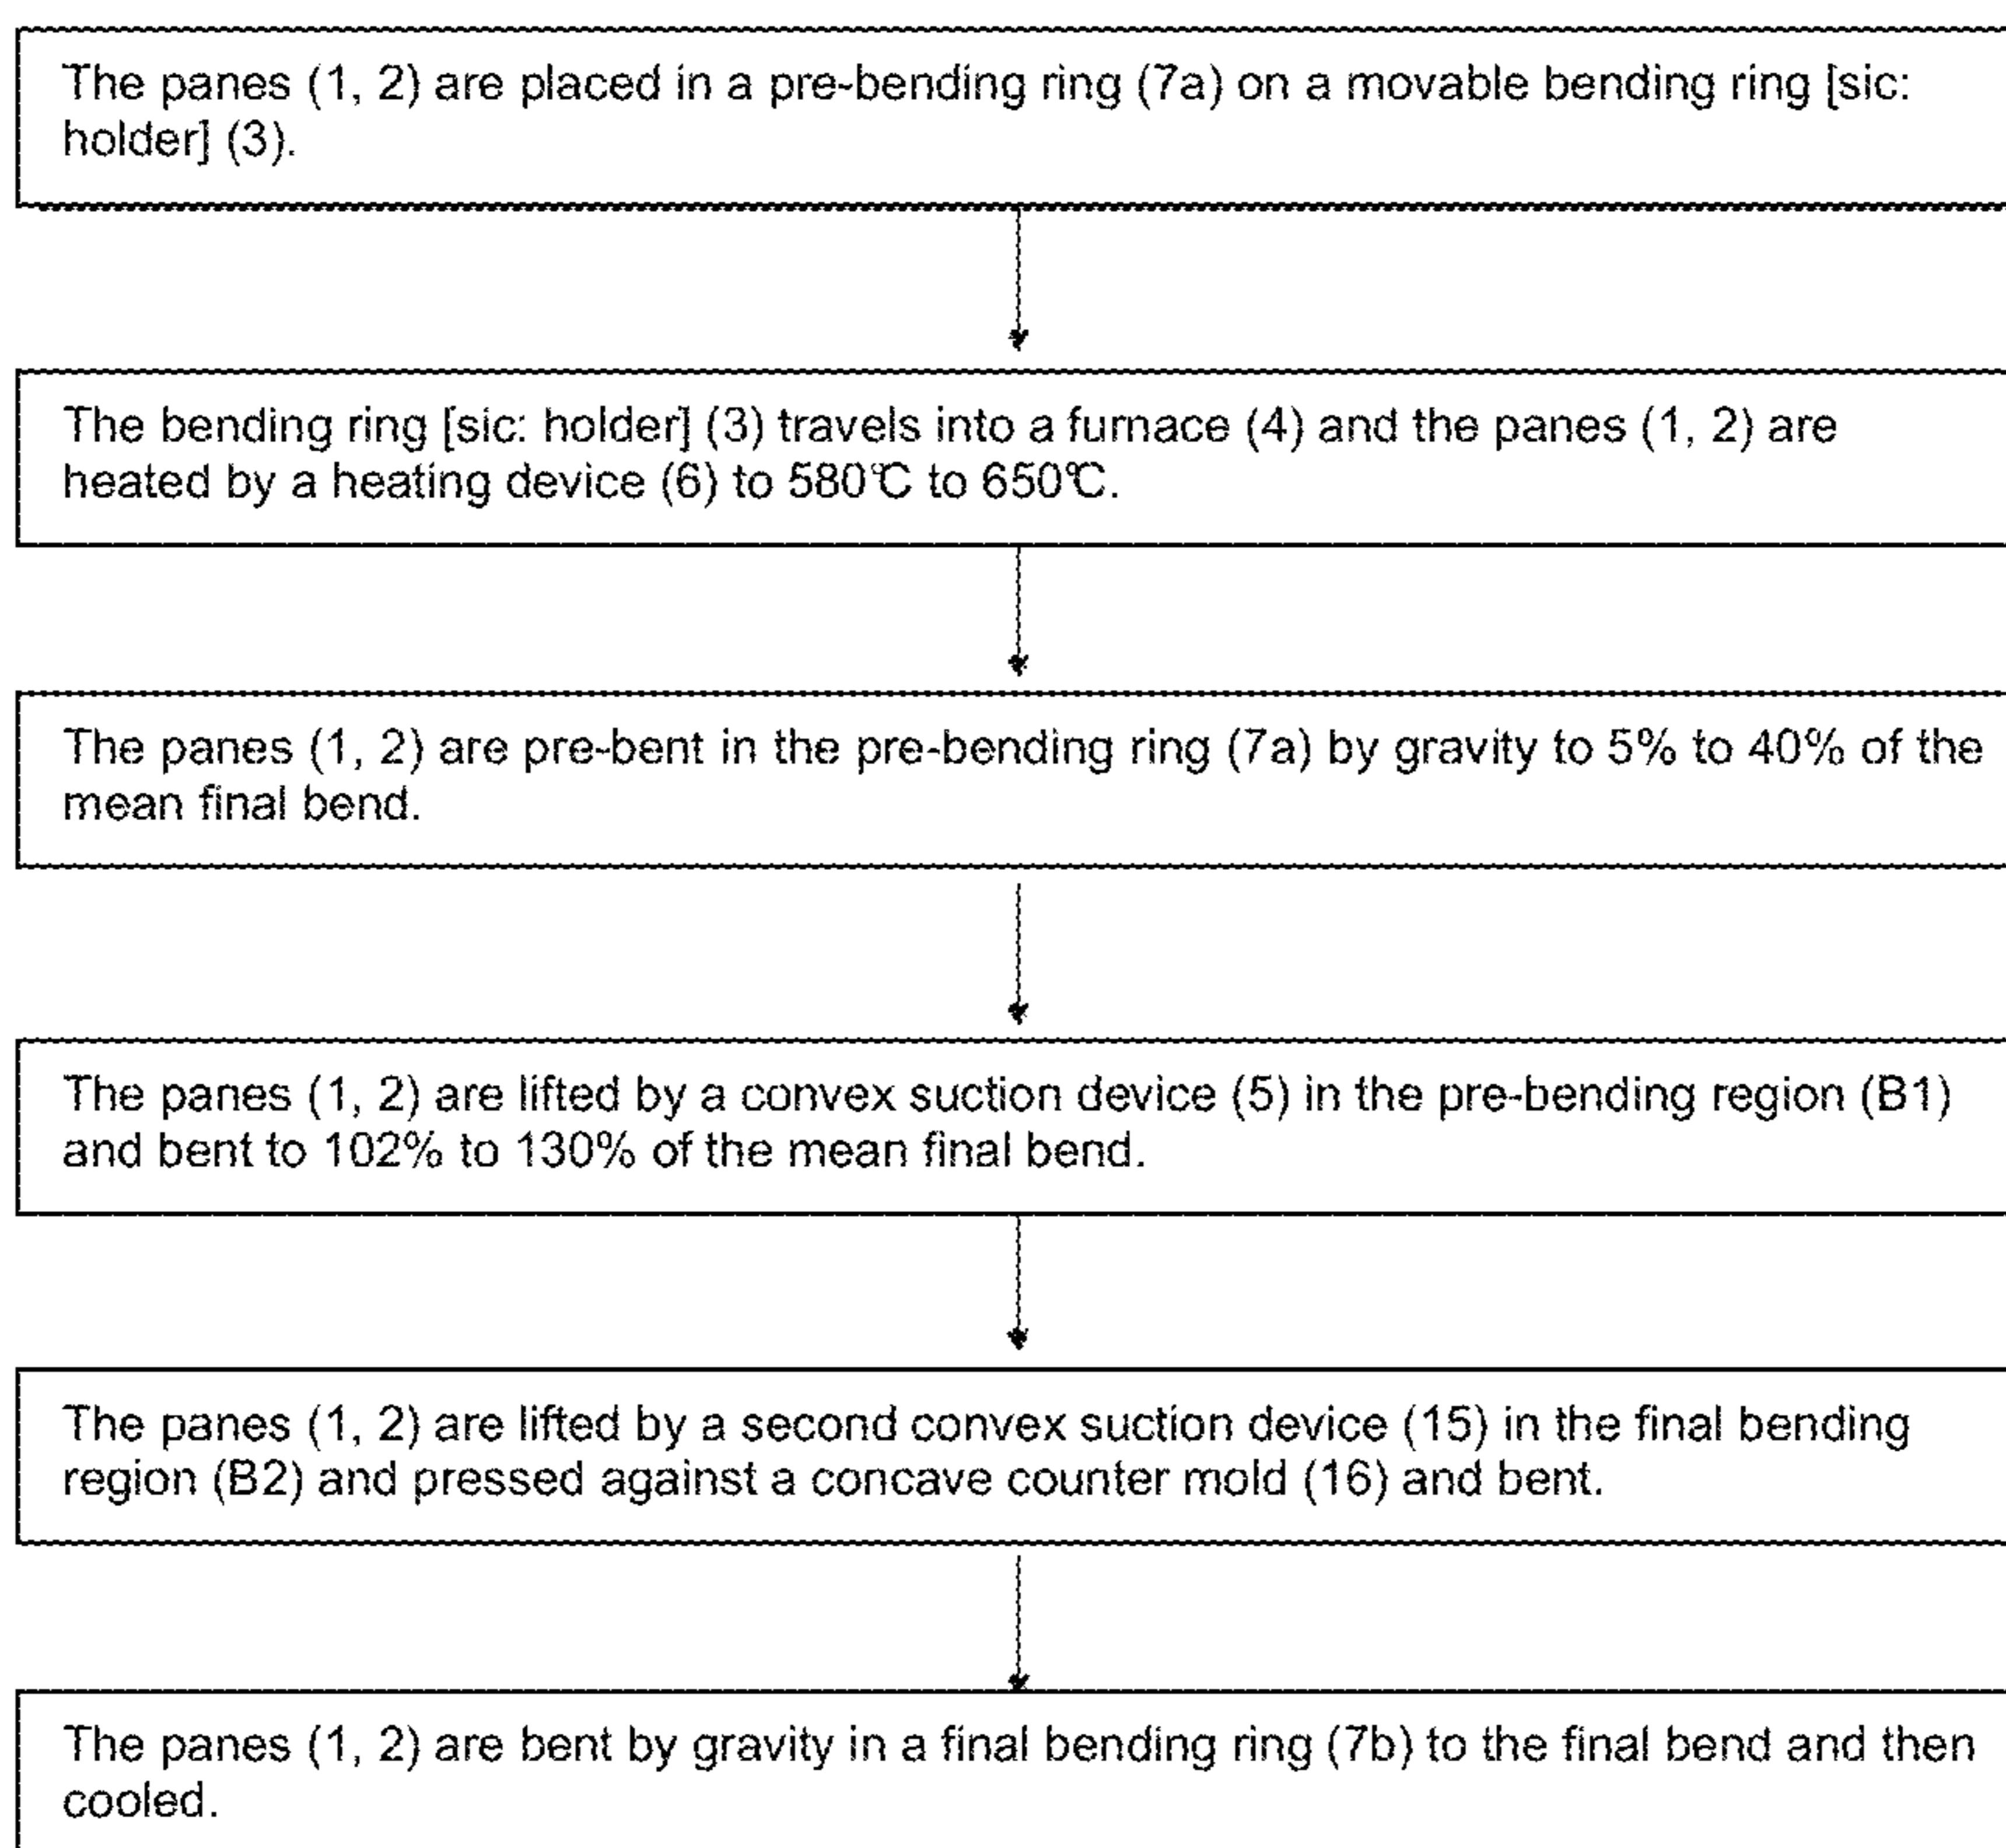 The panes (1, 2) are placed in a pre-bending ring (7a) on a movable bending ring [sic:
holder] (3).
The bending ring [sic: holder] (3) travels into a furnace (4) and the panes (1, 2) are
heated by a heating device (6) to 580℃ to 650℃.
The panes (1, 2) are pre-bent in the pre-bending ring (7a) by gravity to 5% to 40% of the
mean final bend.
The panes (1, 2) are lifted by a convex suction device (5) in the pre-bending region (B1)
and bent to 102% to 130% of the mean final bend.
The panes (1, 2) are lifted by a second convex suction device (15) in the final bending
region (B2) and pressed against a concave counter mold (16) and bent.
The panes (1, 2) are bent by gravity in a final bending ring (7b) to the final bend and then
cooled.